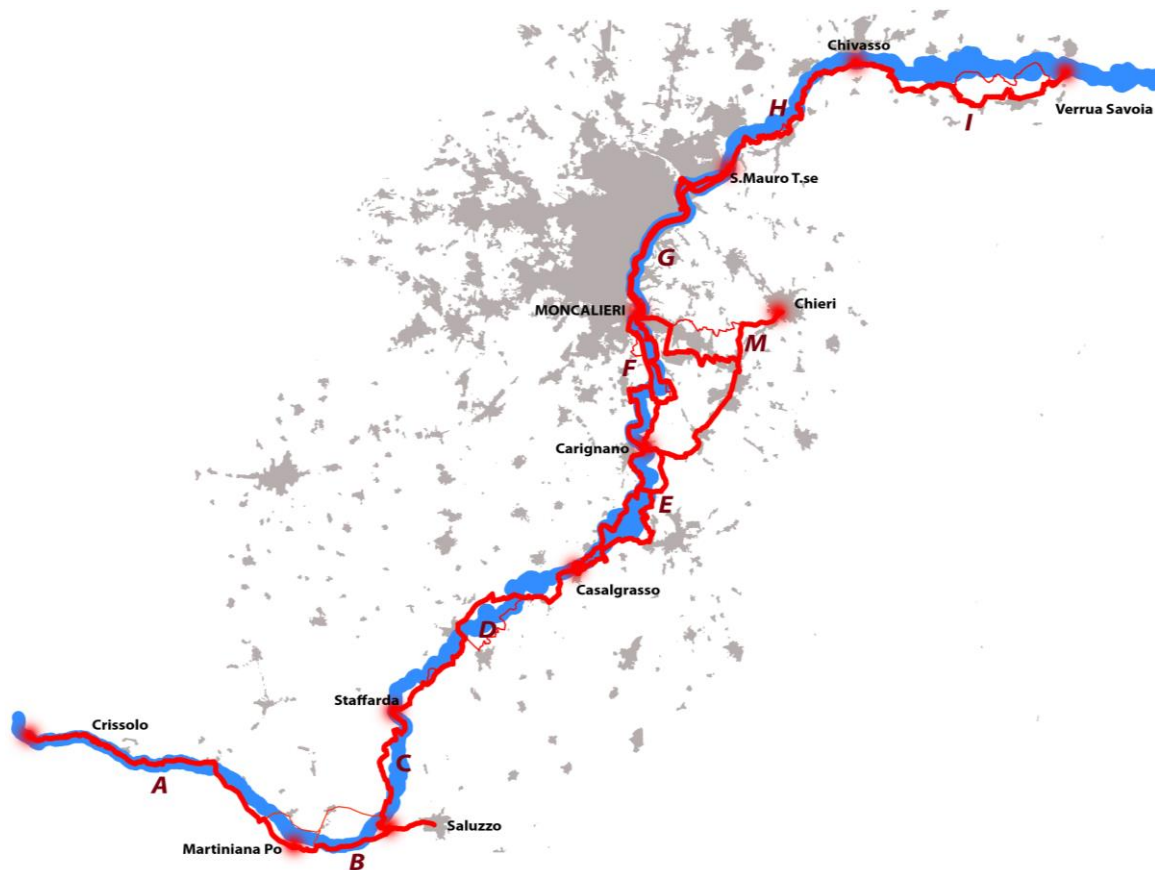 Chivasso
Verrua Savoia
H
I
S.Mauro T.se
G
MONCALIERI
Chieri
M
F
Carignano
E
Casalgrasso
D
Staffarda
Crissolo
A
C
Saluzzo
Martiniana Po
B